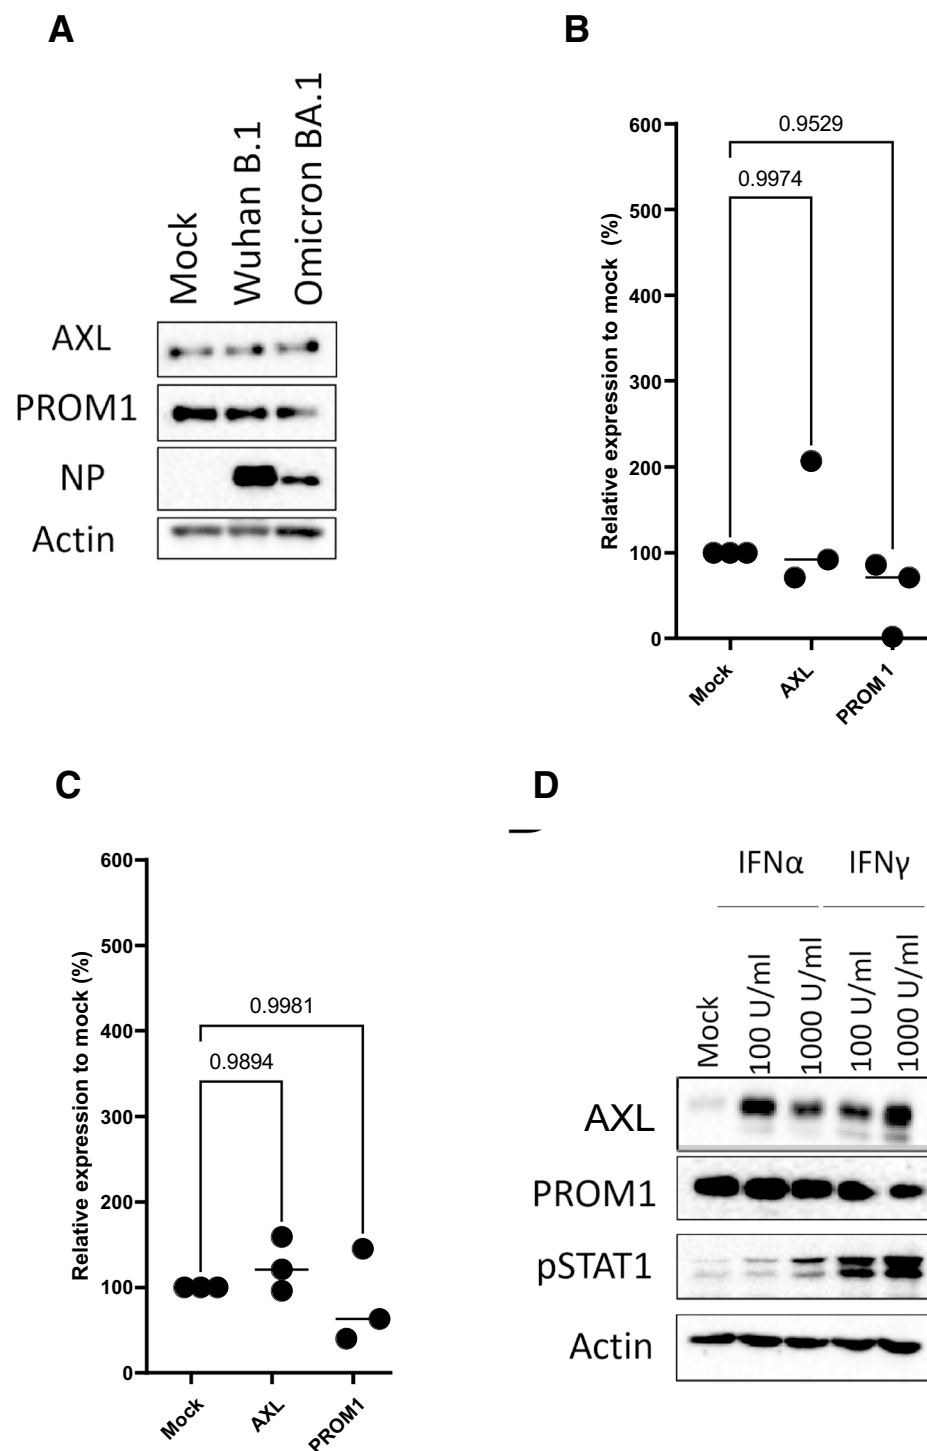 A
Mock
Wuhan B.1
Omicron BA.1
AXL
PROM1
NP
Actin
B
Relative expression to mock (%)
600
500
400
300
200
100
0
0.9529
0.9974
Mock
AXL
PROM 1
C
Relative expression to mock (%)
600
500
400
300
200
100
0
0.9981
0.9894
Mock
AXL
PROM1
D
IFNα
IFNγ
Mock
100 U/ml
1000 U/ml
100 U/ml
1000 U/ml
AXL
PROM1
pSTAT1
Actin